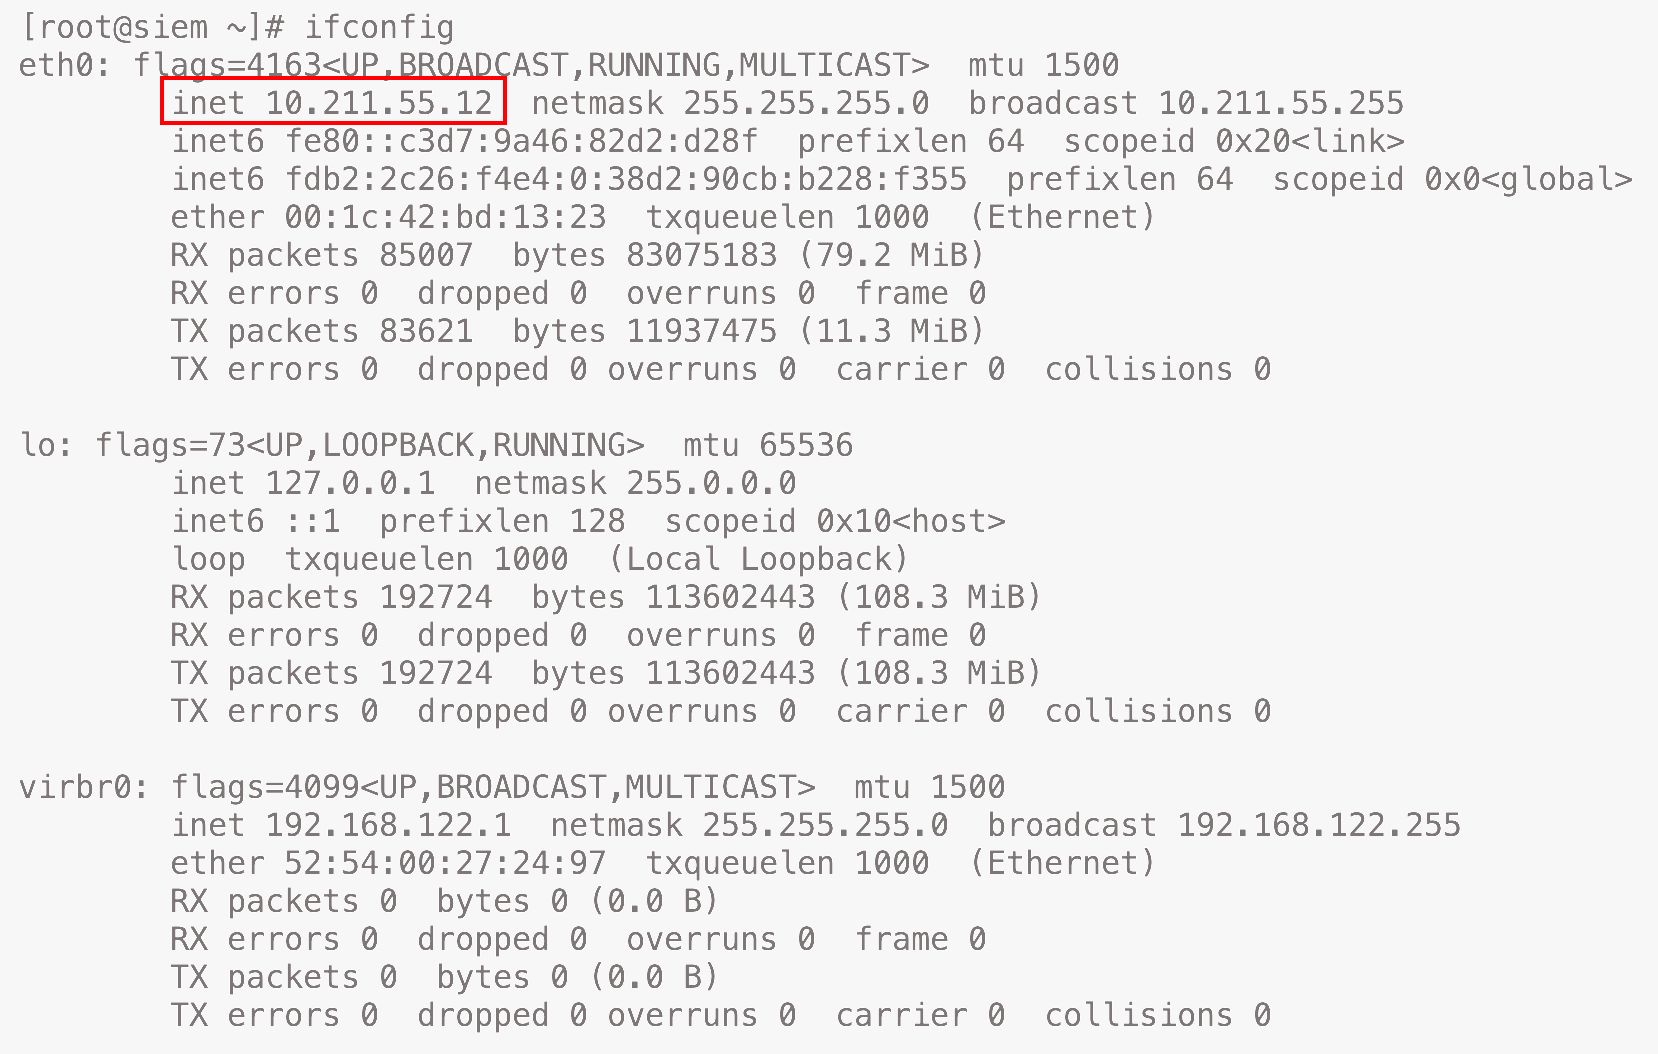 [root@siem ~]# ifconfig
eth0: flags=4163<UP,BROADCAST,RUNNING,MULTICAST>  mtu 1500
        inet 10.211.55.12  netmask 255.255.255.0  broadcast 10.211.55.255
        inet6 fe80::c3d7:9a46:82d2:d28f  prefixlen 64  scopeid 0x20<link>
        inet6 fdb2:2c26:f4e4:0:38d2:90cb:b228:f355  prefixlen 64  scopeid 0x0<global>
        ether 00:1c:42:bd:13:23  txqueuelen 1000  (Ethernet)
        RX packets 85007  bytes 83075183 (79.2 MiB)
        RX errors 0  dropped 0  overruns 0  frame 0
        TX packets 83621  bytes 11937475 (11.3 MiB)
        TX errors 0  dropped 0 overruns 0  carrier 0  collisions 0

lo: flags=73<UP,LOOPBACK,RUNNING>  mtu 65536
        inet 127.0.0.1  netmask 255.0.0.0
        inet6 ::1  prefixlen 128  scopeid 0x10<host>
        loop  txqueuelen 1000  (Local Loopback)
        RX packets 192724  bytes 113602443 (108.3 MiB)
        RX errors 0  dropped 0  overruns 0  frame 0
        TX packets 192724  bytes 113602443 (108.3 MiB)
        TX errors 0  dropped 0 overruns 0  carrier 0  collisions 0

virbr0: flags=4099<UP,BROADCAST,MULTICAST>  mtu 1500
        inet 192.168.122.1  netmask 255.255.255.0  broadcast 192.168.122.255
        ether 52:54:00:27:24:97  txqueuelen 1000  (Ethernet)
        RX packets 0  bytes 0 (0.0 B)
        RX errors 0  dropped 0  overruns 0  frame 0
        TX packets 0  bytes 0 (0.0 B)
        TX errors 0  dropped 0 overruns 0  carrier 0  collisions 0